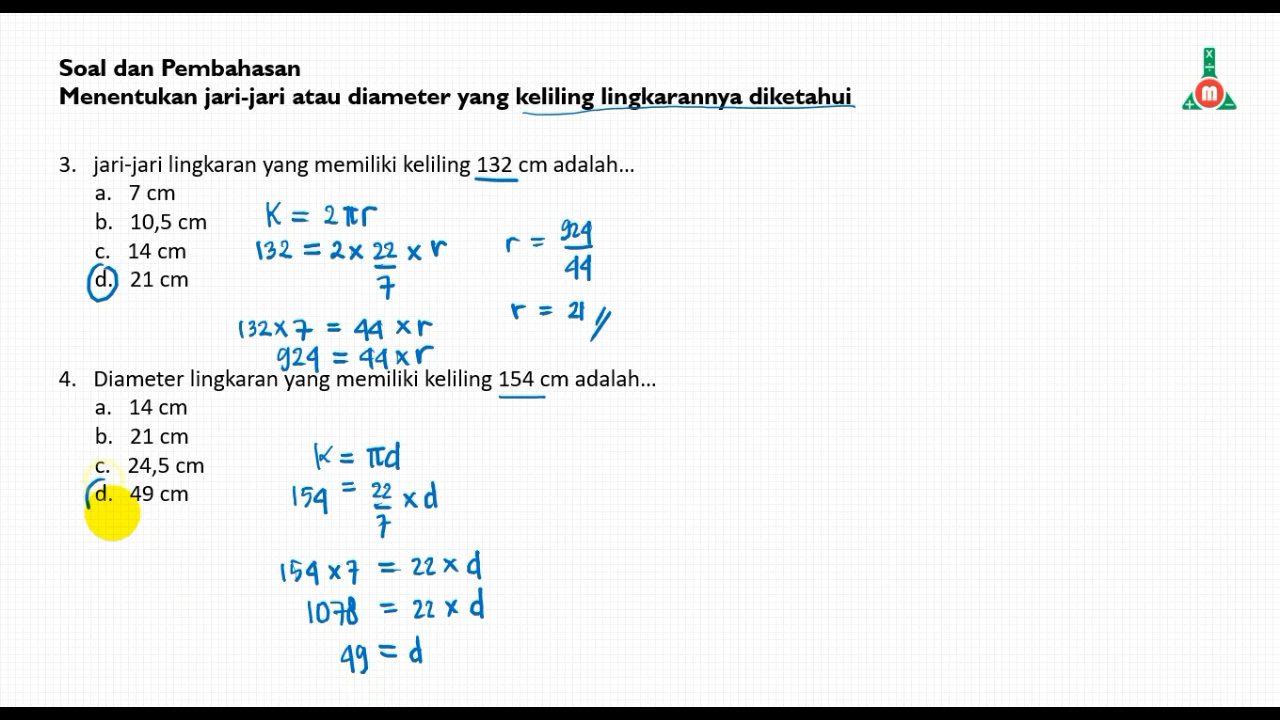 Soal dan Pembahasan
Menentukan jari-jari atau diameter yang keliling lingkarannya diketahui
3. jari-jari lingkaran yang memiliki keliling 132 cm adalah...
a. 7 cm
b. 10,5 cm
c. 14 cm
d. 21 cm
K = 2πr
132 = 2 × 22/7 × r
132 × 7 = 44 × r
924 = 44 × r
r = 924/44
r = 21 //
4. Diameter lingkaran yang memiliki keliling 154 cm adalah...
a. 14 cm
b. 21 cm
c. 24,5 cm
d. 49 cm
K = πd
154 = 22/7 × d
154 × 7 = 22 × d
1078 = 22 × d
49 = d
x
÷
+ m −